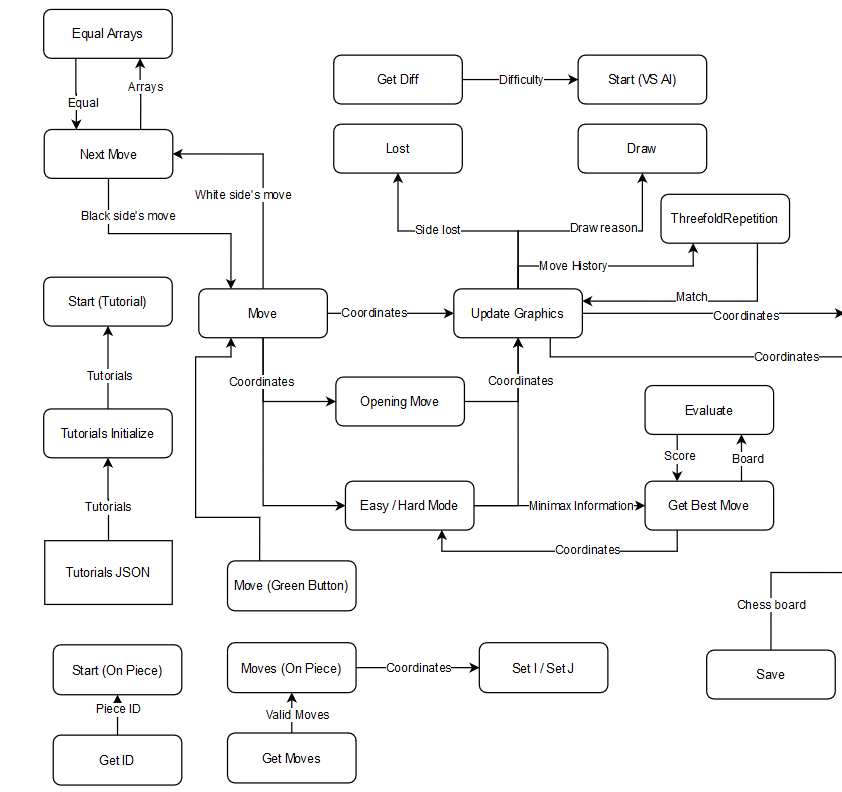 Equal Arrays
Arrays
Equal
Get Diff
Difficulty
Start (VS AI)
Next Move
Lost
Draw
White side's move
Black side's move
ThreefoldRepetition
Side lost
Draw reason
Move History
Start (Tutorial)
Move
Coordinates
Update Graphics
Match
Coordinates
Coordinates
Tutorials
Coordinates
Coordinates
Opening Move
Evaluate
Tutorials Initialize
Score
Board
Tutorials
Easy / Hard Mode
Minimax Information
Get Best Move
Coordinates
Tutorials JSON
Move (Green Button)
Chess board
Start (On Piece)
Moves (On Piece)
Coordinates
Set I / Set J
Save
Piece ID
Valid Moves
Get ID
Get Moves